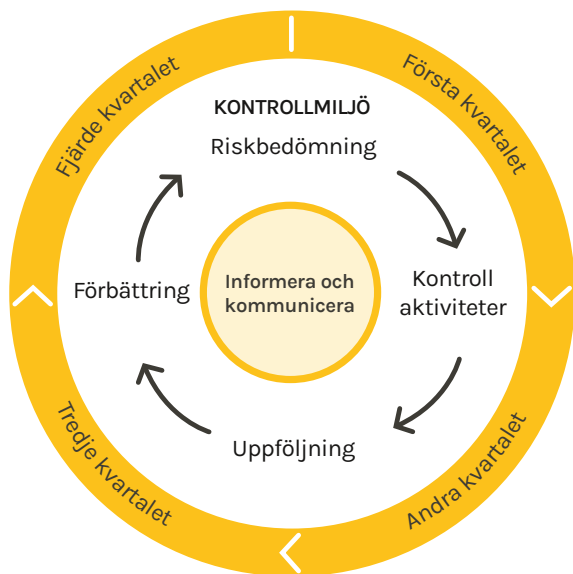 Fjärde kvartalet
Första kvartalet
KONTROLLMILJÖ
Riskbedömning
Förbättring
Informera och
kommunicera
Kontroll
aktiviteter
Uppföljning
Tredje kvartalet
Andra kvartalet